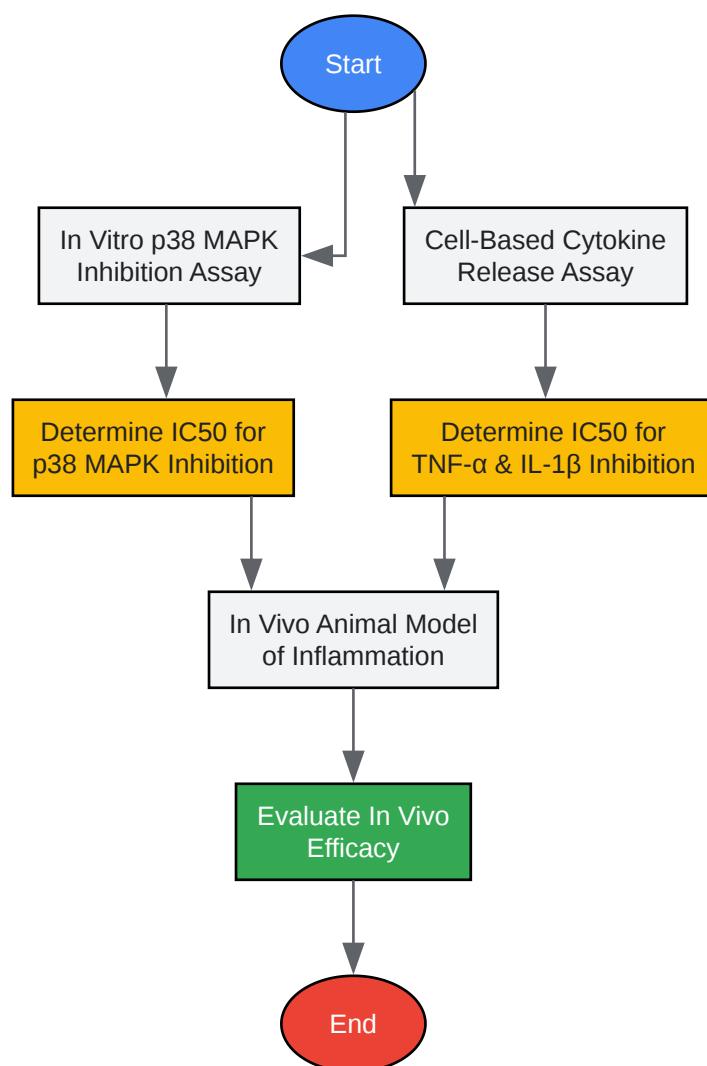 Start
In Vitro p38 MAPK
Inhibition Assay
Cell-Based Cytokine
Release Assay
Determine IC50 for
p38 MAPK Inhibition
Determine IC50 for
TNF-α & IL-1β Inhibition
In Vivo Animal Model
of Inflammation
Evaluate In Vivo
Efficacy
End